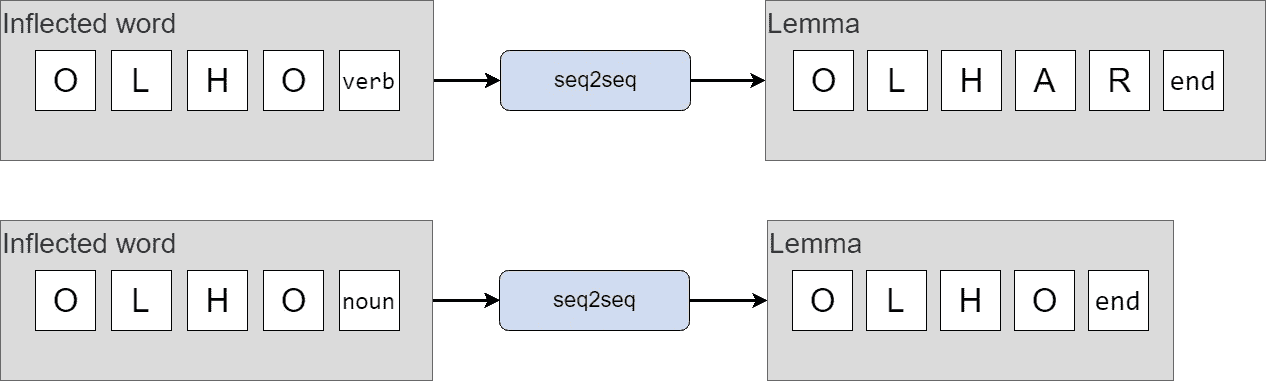 Inflected word
Lemma
O L H O verb
seq2seq
O L H A R end
Inflected word
Lemma
O L H O noun
seq2seq
O L H O end